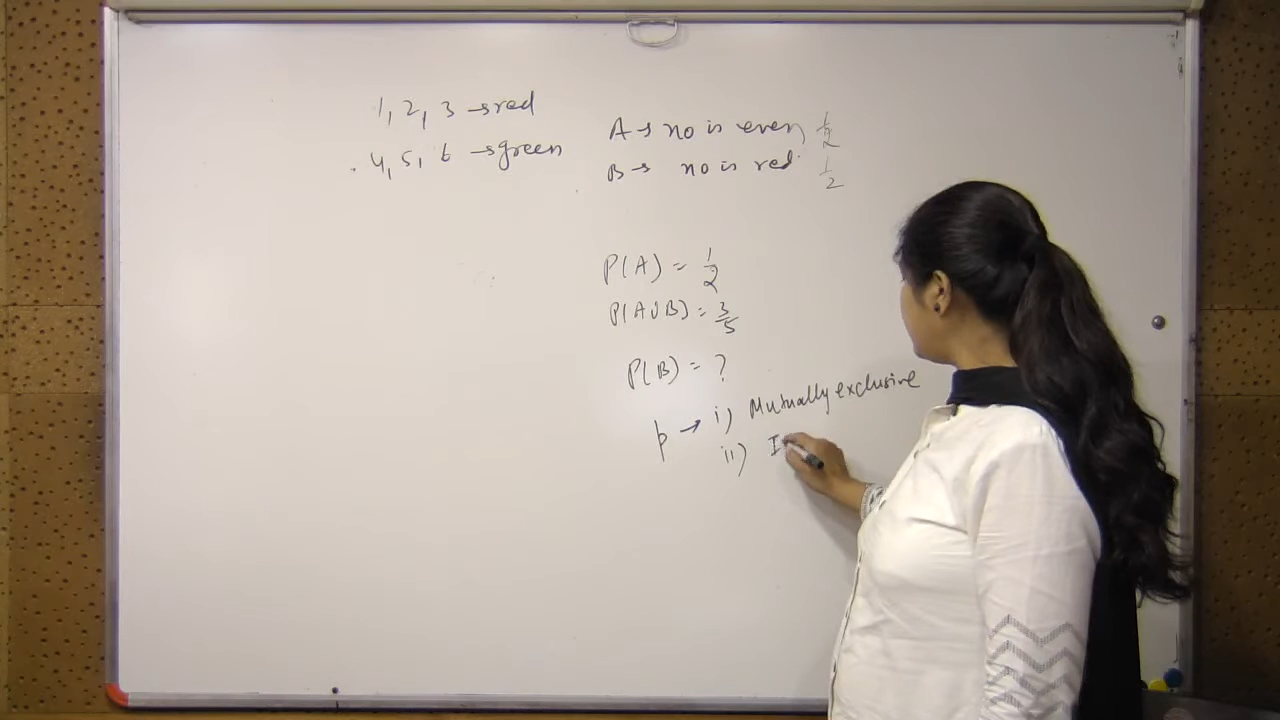 1, 2, 3 → red
4, 5, 6 → green
A → no is even 1/2
B → no is red 1/2
P(A) = 1/2
P(A∪B) = 3/5
P(B) = ?
p → i) Mutually exclusive
ii) I